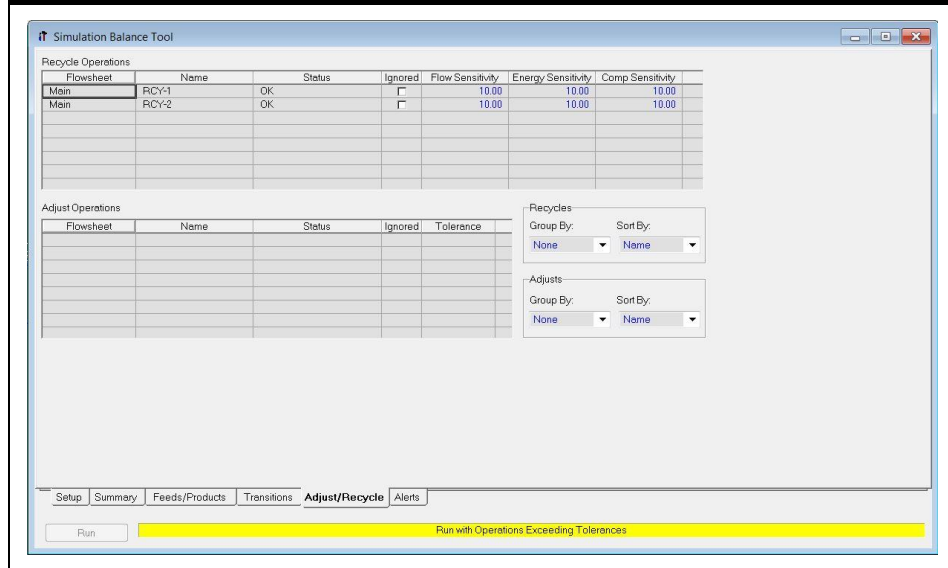 Simulation Balance Tool
Recycle Operations
Flowsheet Name Status Ignored Flow Sensitivity Energy Sensitivity Comp Sensitivity
Main RCY-1 OK 10.00 10.00 10.00
Main RCY-2 OK 10.00 10.00 10.00
Adjust Operations
Flowsheet Name Status Ignored Tolerance
Recycles
Group By: Sort By:
None Name
Adjusts
Group By: Sort By:
None Name
Setup Summary Feeds/Products Transitions Adjust/Recycle Alerts
Run Run with Operations Exceeding Tolerances